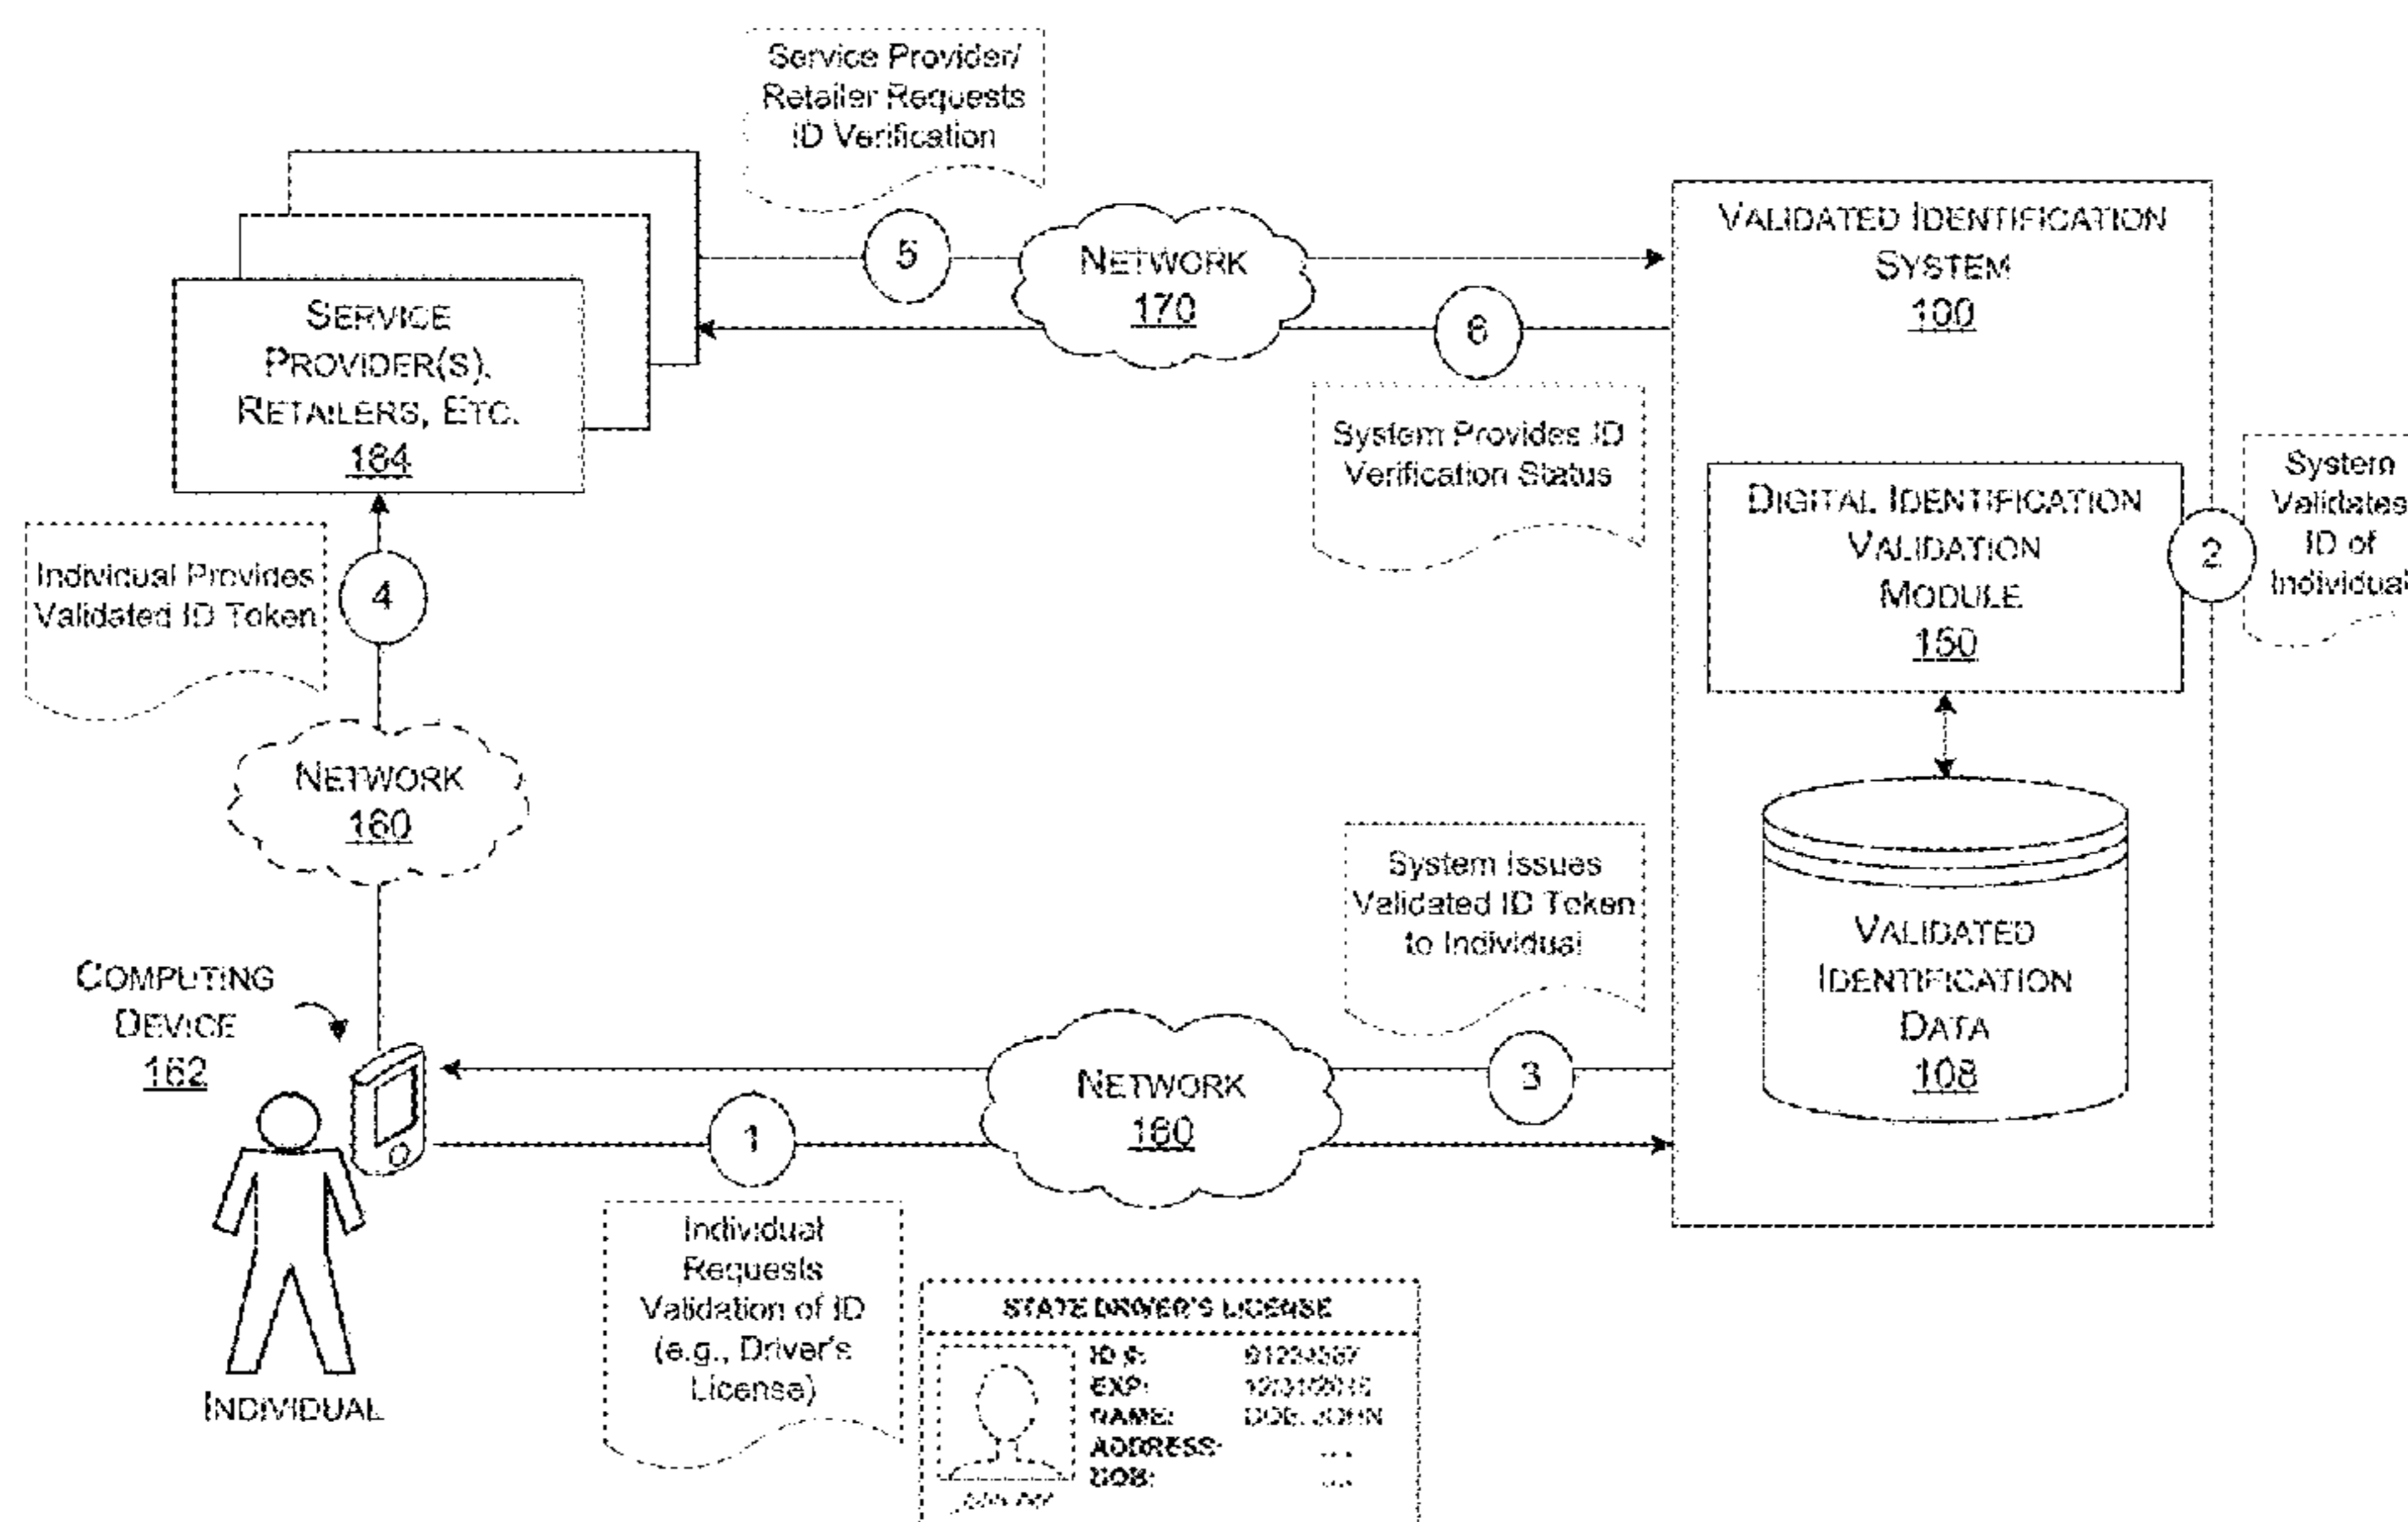 Service Provider/
Retailer Requests
ID Verification
5
NETWORK
170
6
SERVICE
PROVIDER(S),
RETAILERS, ETC.
184
VALIDATED IDENTIFICATION
SYSTEM
100
System Provides ID
Verification Status
DIGITAL IDENTIFICATION
VALIDATION
MODULE
150
2
System
Validates
ID of
Individual
Individual Provides
Validated ID Token
4
NETWORK
160
System Issues
Validated ID Token
to Individual
VALIDATED
IDENTIFICATION
DATA
108
COMPUTING
DEVICE
162
NETWORK
160
3
1
INDIVIDUAL
Individual
Requests
Validation of ID
(e.g., Driver's
License)
STATE DRIVER'S LICENSE
ID #:
EXP:
NAME: DOE, JOHN
ADDRESS: ...
DOB: ...